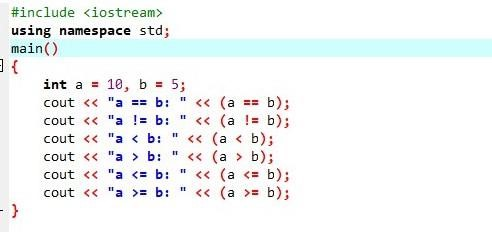 #include <iostream>
using namespace std;
main()
{
int a = 10, b = 5;
cout << "a == b: " << (a == b);
cout << "a != b: " << (a != b);
cout << "a < b: " << (a < b);
cout << "a > b: " << (a > b);
cout << "a <= b: " << (a <= b);
cout << "a >= b: " << (a >= b);
}